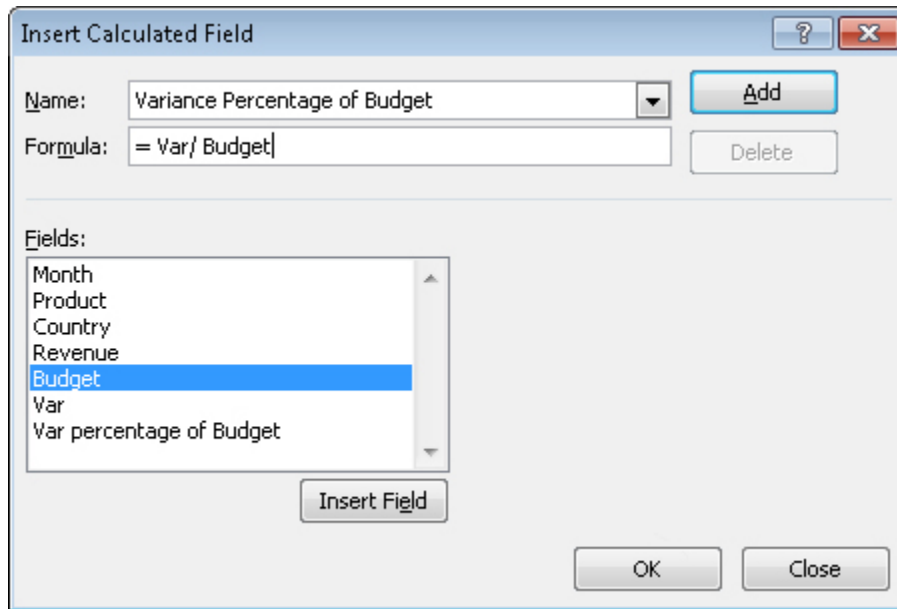 Insert Calculated Field
?
Name: Variance Percentage of Budget Add
Formula: = Var/ Budget Delete
Fields:
Month
Product
Country
Revenue
Budget
Var
Var percentage of Budget
Insert Field
OK Close